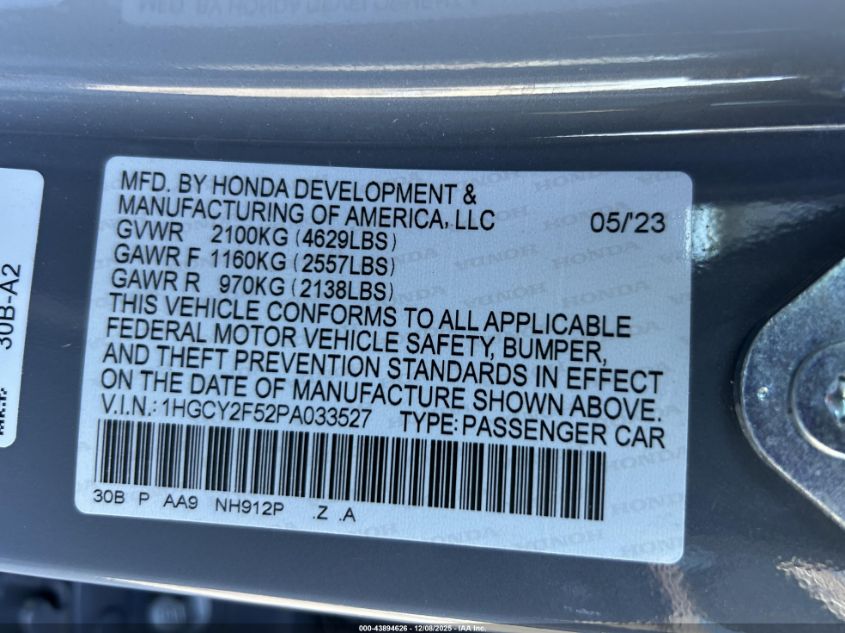 MFD. BY HONDA DEVELOPMENT &
MANUFACTURING OF AMERICA, LLC 05/'23
GVWR 2100KG (4629LBS)
GAWR F 1160KG (2557LBS)
GAWR R 970KG (2138LBS)
THIS VEHICLE CONFORMS TO ALL APPLICABLE
FEDERAL MOTOR VEHICLE SAFETY, BUMPER,
AND THEFT PREVENTION STANDARDS IN EFFECT
ON THE DATE OF MANUFACTURE SHOWN ABOVE.
V.I.N.: 1HGCY2F52PA033527 TYPE: PASSENGER CAR
30B P AA9 NH912P .Z .A
30B-A2
000-43894626 - 12/08/2025 - IAA Inc.